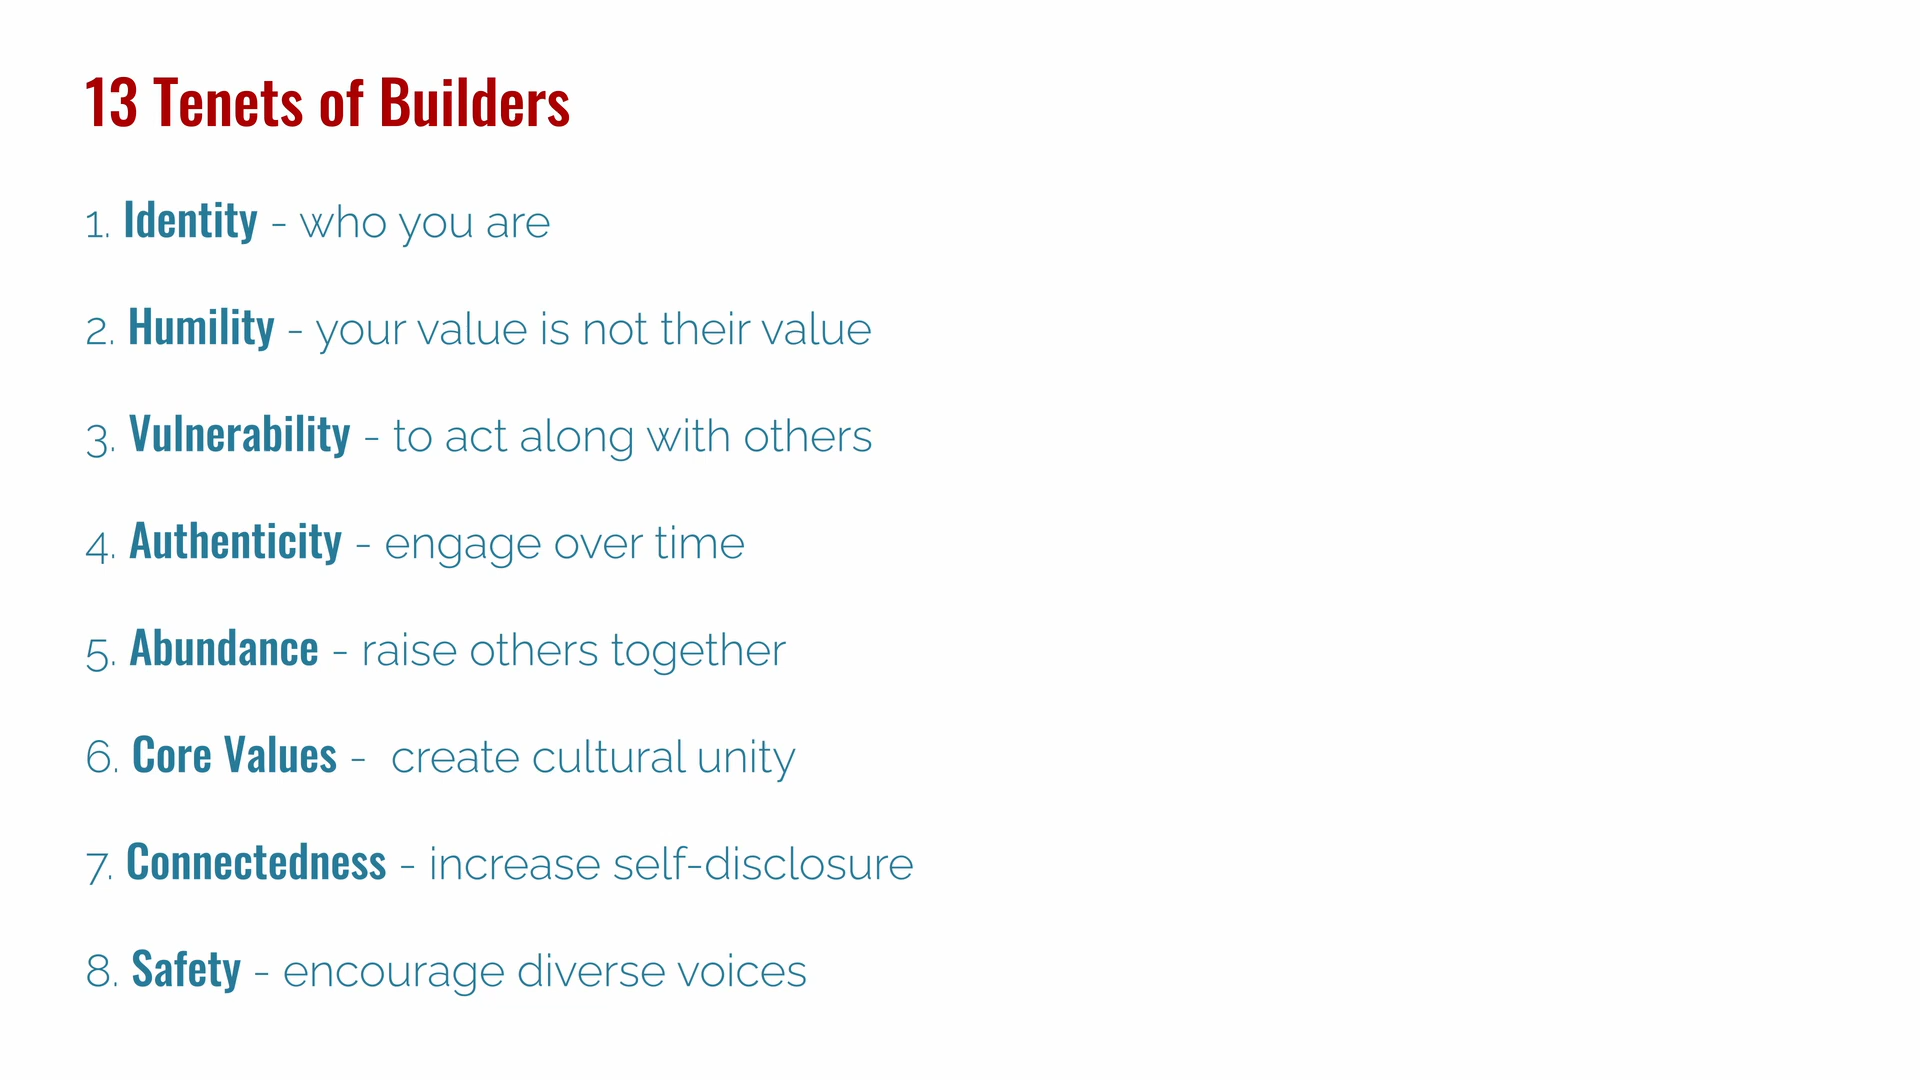 13 Tenets of Builders
1. Identity - who you are
2. Humility - your value is not their value
3. Vulnerability - to act along with others
4. Authenticity - engage over time
5. Abundance - raise others together
6. Core Values -  create cultural unity
7. Connectedness - increase self-disclosure
8. Safety - encourage diverse voices